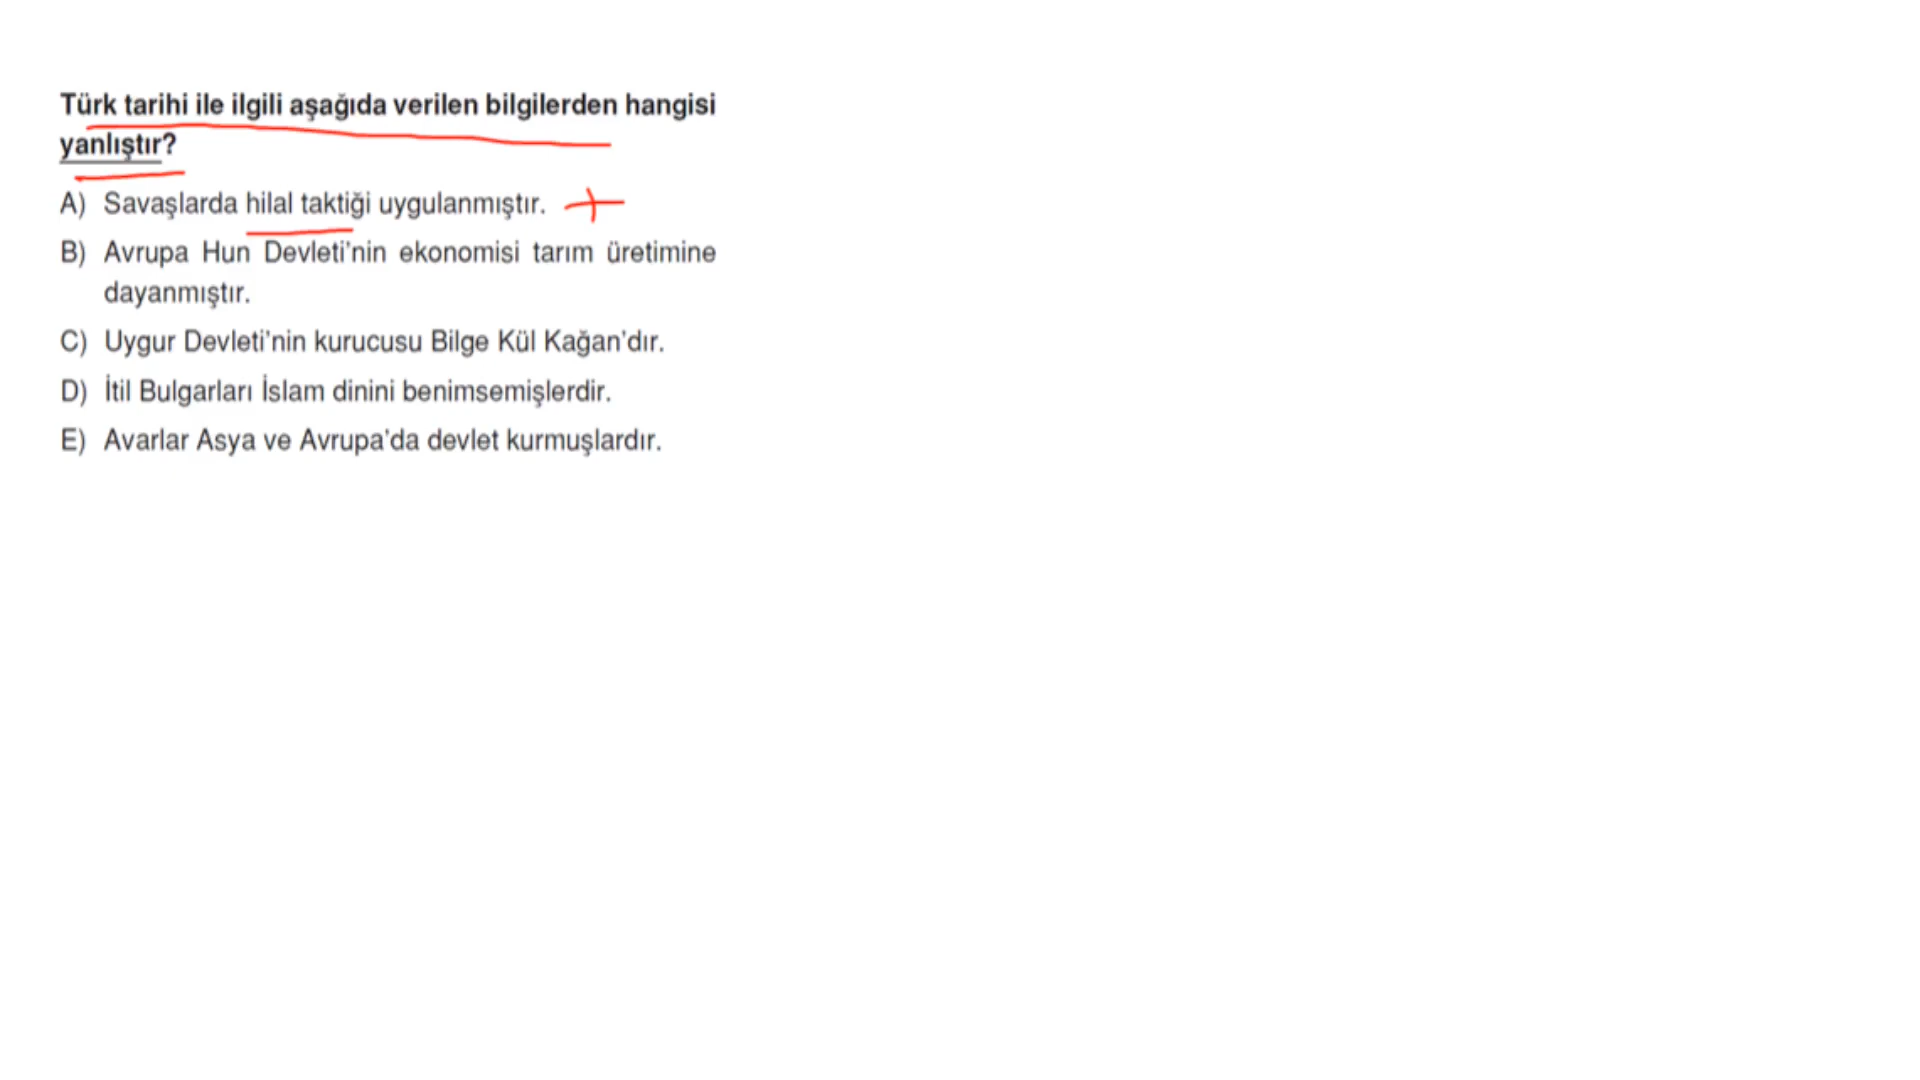 Türk tarihi ile ilgili aşağıda verilen bilgilerden hangisi
yanlıştır?
A) Savaşlarda hilal taktiği uygulanmıştır.
B) Avrupa Hun Devleti'nin ekonomisi tarım üretimine
dayanmıştır.
C) Uygur Devleti'nin kurucusu Bilge Kül Kağan'dır.
D) İtil Bulgarları İslam dinini benimsemişlerdir.
E) Avarlar Asya ve Avrupa'da devlet kurmuşlardır.